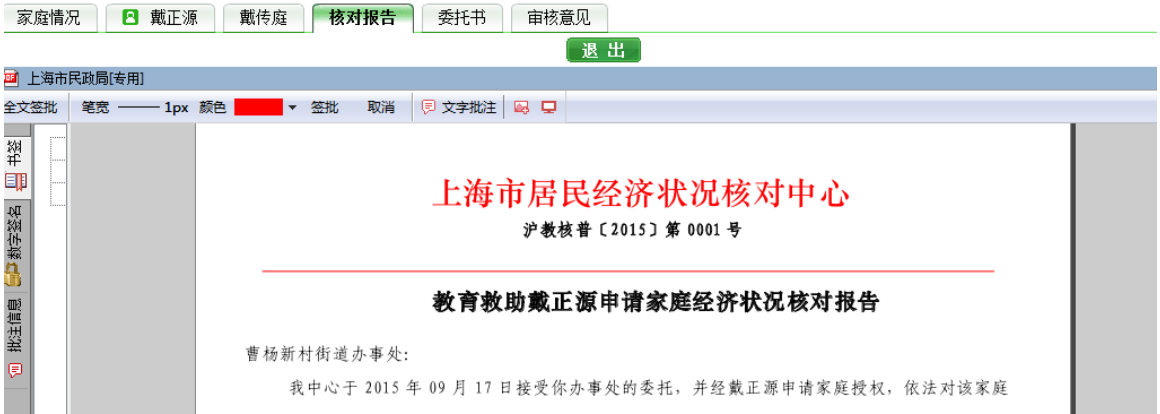 家庭情况 戴正源 戴传庭 核对报告 委托书 审核意见
退 出
上海市民政局[专用]
全文签批 笔宽 1px 颜色 签批 取消 文字批注
书签
数字签名
批注信息
上海市居民经济状况核对中心
沪教核普〔2015〕第 0001 号
教育救助戴正源申请家庭经济状况核对报告
曹杨新村街道办事处:
我中心于 2015 年 09 月 17 日接受你办事处的委托，并经戴正源申请家庭授权，依法对该家庭